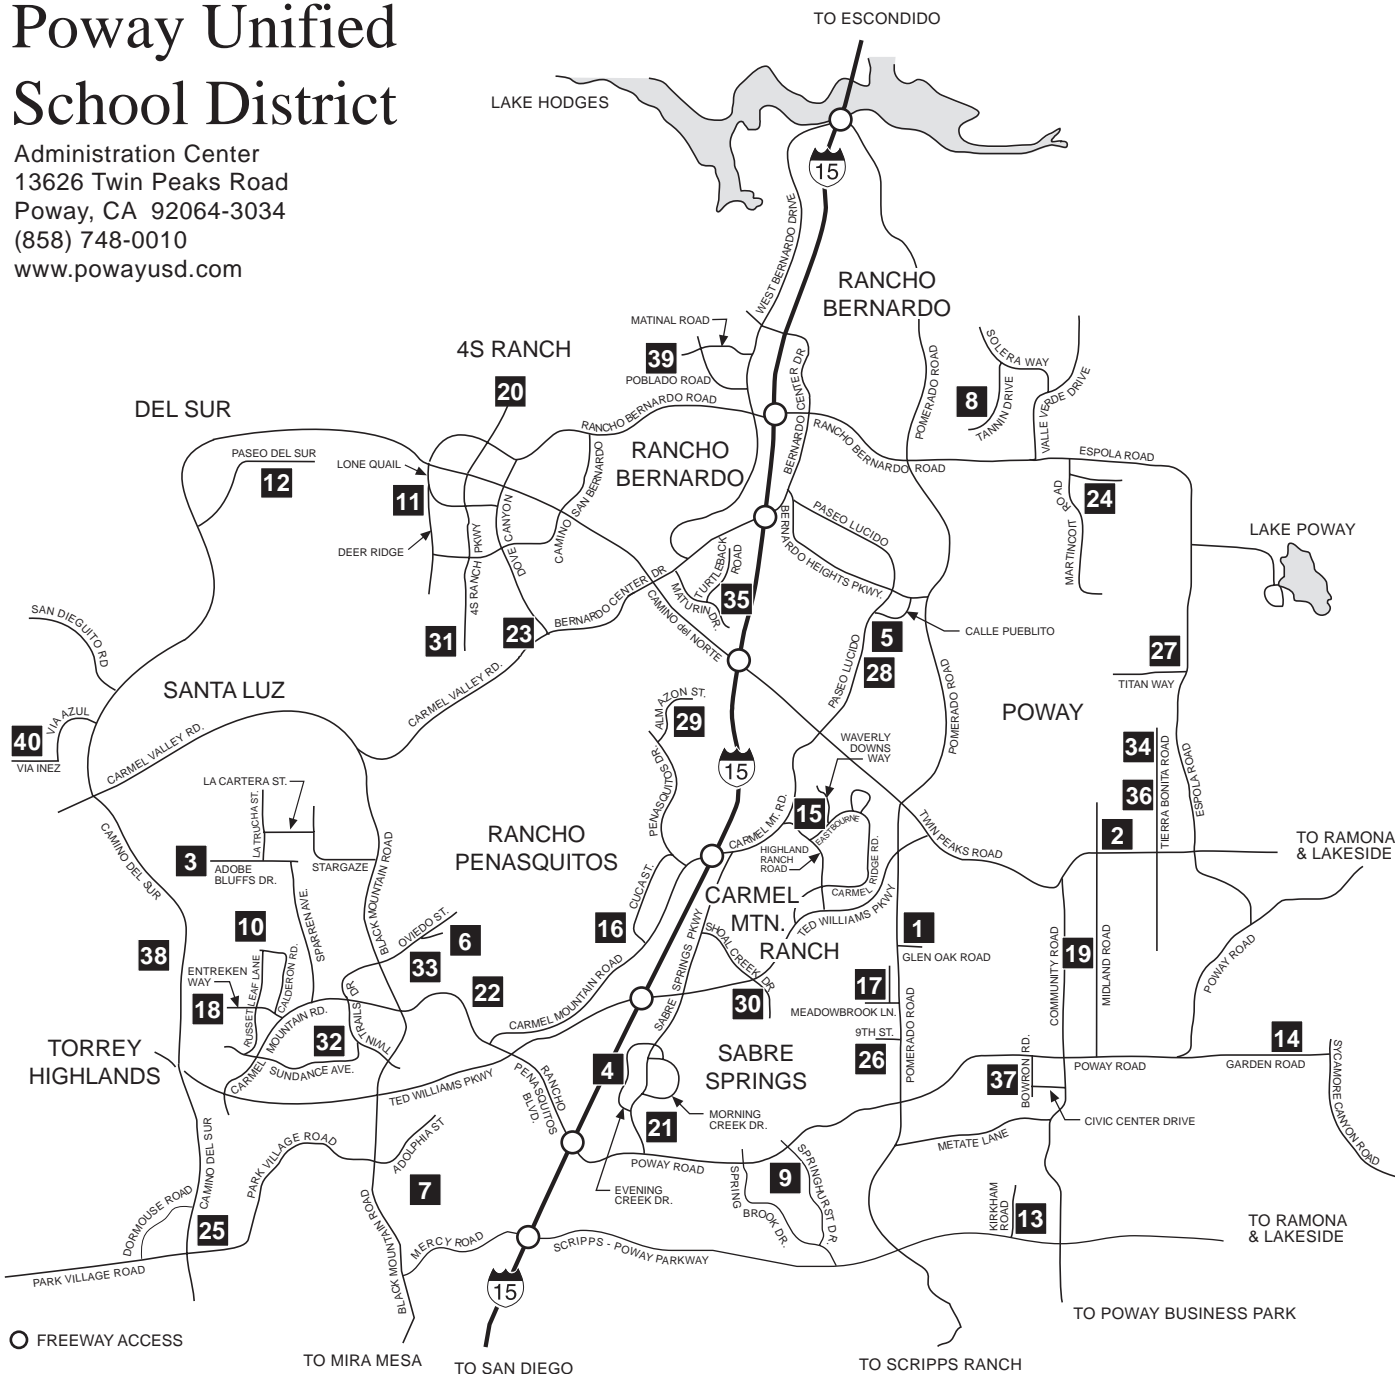 Poway Unified
School District
Administration Center
13626 Twin Peaks Road
Poway, CA  92064-3034
(858) 748-0010
www.powayusd.com
TO ESCONDIDO
LAKE HODGES
15
WEST BERNARDO DRIVE
RANCHO
BERNARDO
MATINAL ROAD
39
POBLADO ROAD
4S RANCH
20
BERNARDO CENTER DR
POMERADO ROAD
SOLERA WAY
8
TANNIN DRIVE
VALLE VERDE DRIVE
DEL SUR
RANCHO BERNARDO ROAD
RANCHO BERNARDO ROAD
ESPOLA ROAD
PASEO DEL SUR
12
LONE QUAIL
11
RANCHO
BERNARDO
24
MARTINCOIT ROAD
DEER RIDGE
4S RANCH PKWY
DOVE CANYON
CAMINO SAN BERNARDO
PASEO LUCIDO
BERNARDO HEIGHTS PKWY.
LAKE POWAY
TURTLEBACK
ROAD
MATURIN DR.
35
BERNARDO CENTER DR
CAMINO del NORTE
SAN DIEGUITO RD
31
23
5
CALLE PUEBLITO
28
27
TITAN WAY
SANTA LUZ
CARMEL VALLEY RD.
PASEO LUCIDO
POMERADO ROAD
POWAY
ALMAZON ST.
29
VIA AZUL
40
VIA INEZ
CARMEL VALLEY RD.
15
WAVERLY
DOWNS
WAY
34
36
TIERRA BONITA ROAD
ESPOLA ROAD
LA CARTERA ST.
LA TRUCHA ST.
PENASQUITOS DR.
CARMEL MT. RD.
15
EASTBOURNE
TWIN PEAKS ROAD
2
TO RAMONA
& LAKESIDE
CAMINO DEL SUR
3
ADOBE
BLUFFS DR.
STARGAZE
RANCHO
PENASQUITOS
HIGHLAND
RANCH
ROAD
CARMEL RIDGE RD.
CUCA ST.
CARMEL
MTN.
RANCH
TED WILLIAMS PKWY
SPARREN AVE.
BLACK MOUNTAIN ROAD
10
OVIEDO ST.
6
33
16
SHOAL CREEK DR
1
GLEN OAK ROAD
38
ENTREKEN
WAY
18
RUSSET LEAF LANE
CALDERON RD.
22
SABRE SPRINGS PKWY
30
17
MEADOWBROOK LN.
COMMUNITY ROAD
19
MIDLAND ROAD
POWAY ROAD
CARMEL MOUNTAIN RD.
32
TWIN TRAILS DR
CARMEL MOUNTAIN ROAD
9TH ST.
26
POMERADO ROAD
TORREY
HIGHLANDS
SUNDANCE AVE.
TED WILLIAMS PKWY
RANCHO
PENASQUITOS
BLVD.
4
SABRE
SPRINGS
37
BOWRON RD.
POWAY ROAD
14
GARDEN ROAD
SYCAMORE CANYON ROAD
MORNING
CREEK DR.
21
CIVIC CENTER DRIVE
METATE LANE
CAMINO DEL SUR
PARK VILLAGE ROAD
ADOLPHIA ST
7
POWAY ROAD
EVENING
CREEK DR.
SPRING BROOK DR.
9
SPRINGHURST DR.
KIRKHAM
ROAD
13
DORMOUSE ROAD
25
BLACK MOUNTAIN ROAD
MERCY ROAD
SCRIPPS - POWAY PARKWAY
TO RAMONA
& LAKESIDE
PARK VILLAGE ROAD
15
TO POWAY BUSINESS PARK
FREEWAY ACCESS
TO MIRA MESA
TO SAN DIEGO
TO SCRIPPS RANCH